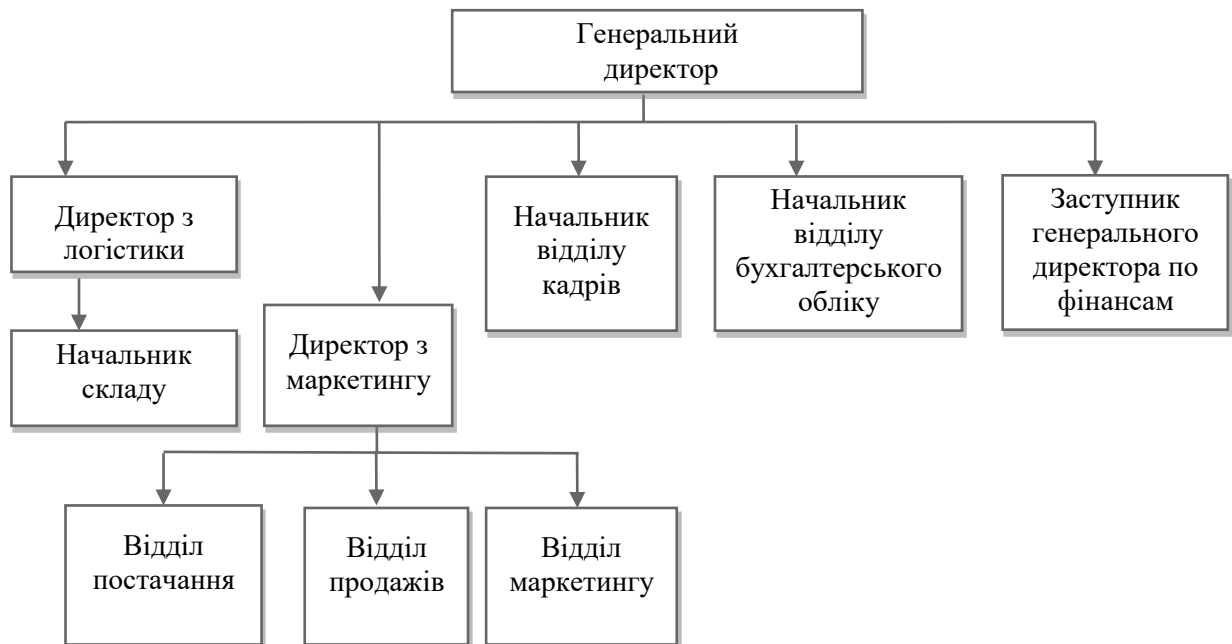 Генеральний
директор
Директор з
логістики
Начальник
відділу
кадрів
Начальник
відділу
бухгалтерського
обліку
Заступник
генерального
директора по
фінансам
Начальник
складу
Директор з
маркетингу
Відділ
постачання
Відділ
продажів
Відділ
маркетингу